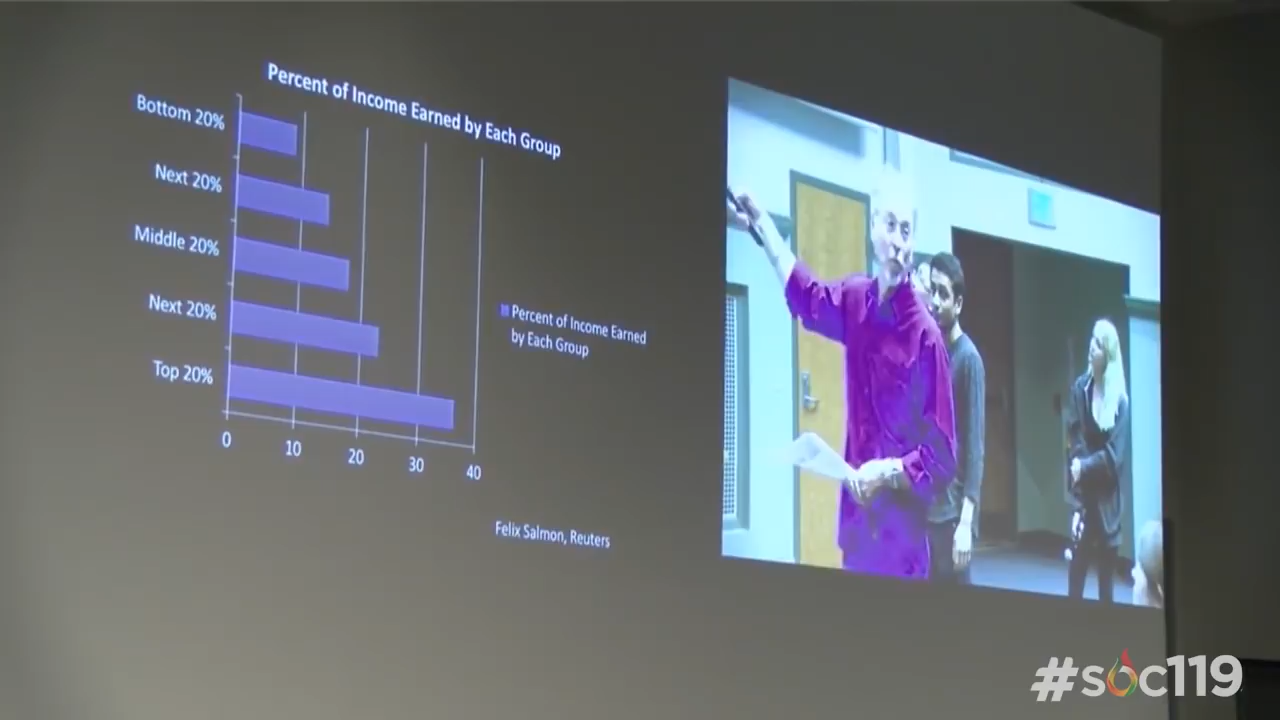 Percent of Income Earned by Each Group
Bottom 20%
Next 20%
Middle 20%
Next 20%
Top 20%
0
10
20
30
40
Percent of Income Earned
by Each Group
Felix Salmon, Reuters
#soc119